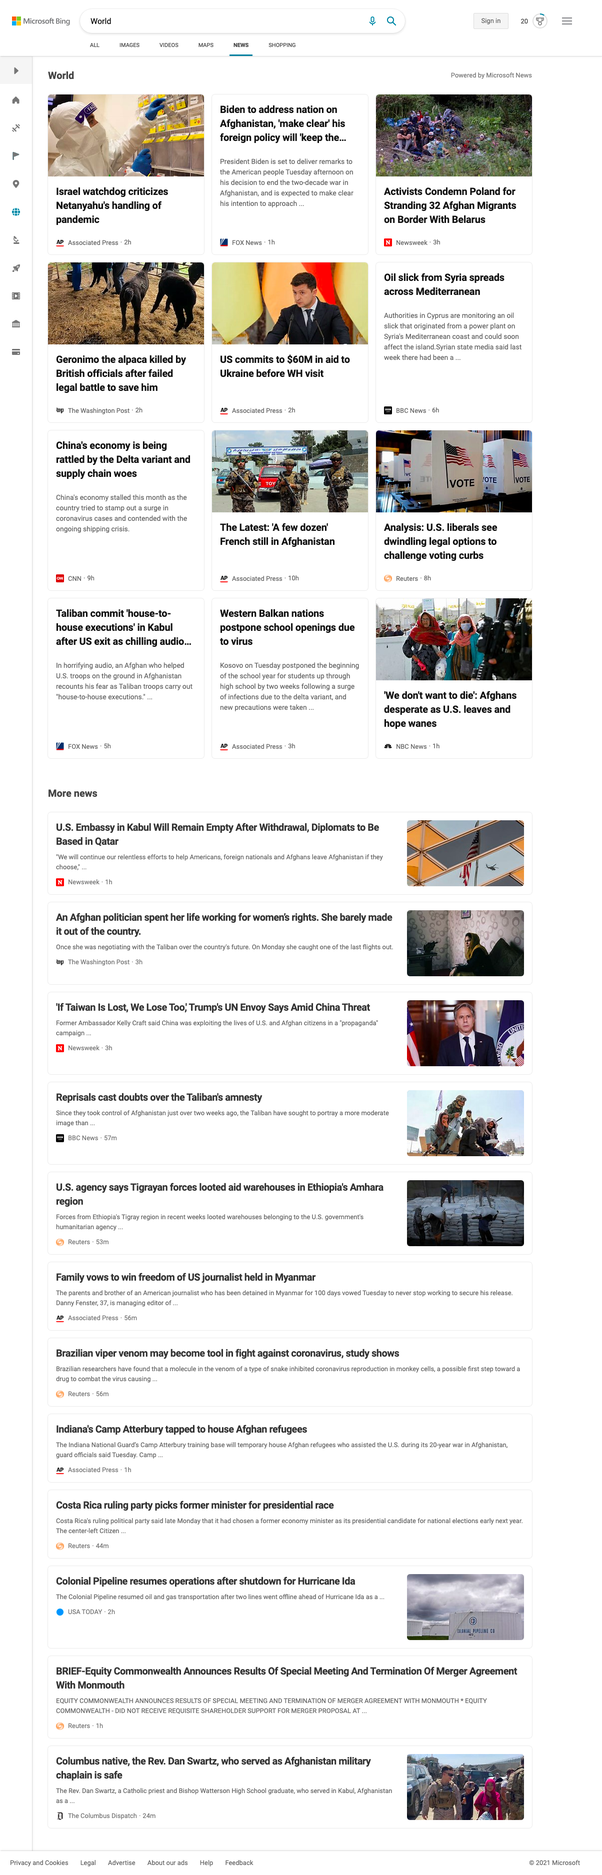 Microsoft Bing
World
Sign in
20
ALL
IMAGES
VIDEOS
MAPS
NEWS
SHOPPING
World
Powered by Microsoft News
Israel watchdog criticizes
Netanyahu's handling of
pandemic
AP Associated Press · 2h
Biden to address nation on
Afghanistan, 'make clear' his
foreign policy will 'keep the...
President Biden is set to deliver remarks to
the American people Tuesday afternoon on
his decision to end the two-decade war in
Afghanistan, and is expected to make clear
his intention to approach ...
FOX News · 1h
Activists Condemn Poland for
Stranding 32 Afghan Migrants
on Border With Belarus
N Newsweek · 3h
Geronimo the alpaca killed by
British officials after failed
legal battle to save him
wp The Washington Post · 2h
US commits to $60M in aid to
Ukraine before WH visit
AP Associated Press · 2h
Oil slick from Syria spreads
across Mediterranean
Authorities in Cyprus are monitoring an oil
slick that originated from a power plant on
Syria's Mediterranean coast and could soon
affect the island.Syrian state media said last
week there had been a ...
BBC News · 6h
China's economy is being
rattled by the Delta variant and
supply chain woes
China's economy stalled this month as the
country tried to stamp out a surge in
coronavirus cases and contended with the
ongoing shipping crisis.
CNN · 9h
TOY
The Latest: 'A few dozen'
French still in Afghanistan
AP Associated Press · 10h
VOTE
VOTE
Analysis: U.S. liberals see
dwindling legal options to
challenge voting curbs
Reuters · 8h
Taliban commit 'house-to-
house executions' in Kabul
after US exit as chilling audio...
In horrifying audio, an Afghan who helped
U.S. troops on the ground in Afghanistan
recounts his fear as Taliban troops carry out
"house-to-house executions." ...
FOX News · 5h
Western Balkan nations
postpone school openings due
to virus
Kosovo on Tuesday postponed the beginning
of the school year for students up through
high school by two weeks following a surge
of infections due to the delta variant, and
new precautions were taken ...
AP Associated Press · 3h
'We don't want to die': Afghans
desperate as U.S. leaves and
hope wanes
NBC News · 1h
More news
U.S. Embassy in Kabul Will Remain Empty After Withdrawal, Diplomats to Be
Based in Qatar
"We will continue our relentless efforts to help Americans, foreign nationals and Afghans leave Afghanistan if they
choose," ...
N Newsweek · 1h
An Afghan politician spent her life working for women's rights. She barely made
it out of the country.
Once she was negotiating with the Taliban over the country's future. On Monday she caught one of the last flights out.
wp The Washington Post · 3h
'If Taiwan Is Lost, We Lose Too,' Trump's UN Envoy Says Amid China Threat
Former Ambassador Kelly Craft said China was exploiting the lives of U.S. and Afghan citizens in a "propaganda"
campaign ...
N Newsweek · 3h
Reprisals cast doubts over the Taliban's amnesty
Since they took control of Afghanistan just over two weeks ago, the Taliban have sought to portray a more moderate
image than ...
BBC News · 57m
U.S. agency says Tigrayan forces looted aid warehouses in Ethiopia's Amhara
region
Forces from Ethiopia's Tigray region in recent weeks looted warehouses belonging to the U.S. government's
humanitarian agency ...
Reuters · 53m
Family vows to win freedom of US journalist held in Myanmar
The parents and brother of an American journalist who has been detained in Myanmar for 100 days vowed Tuesday to never stop working to secure his release.
Danny Fenster, 37, is managing editor of ...
AP Associated Press · 56m
Brazilian viper venom may become tool in fight against coronavirus, study shows
Brazilian researchers have found that a molecule in the venom of a type of snake inhibited coronavirus reproduction in monkey cells, a possible first step toward a
drug to combat the virus causing ...
Reuters · 56m
Indiana's Camp Atterbury tapped to house Afghan refugees
The Indiana National Guard's Camp Atterbury training base will temporary house Afghan refugees who assisted the U.S. during its 20-year war in Afghanistan,
guard officials said Tuesday. Camp ...
AP Associated Press · 1h
Costa Rica ruling party picks former minister for presidential race
Costa Rica's ruling political party said late Monday that it had chosen a former economy minister as its presidential candidate for national elections early next year.
The center-left Citizen ...
Reuters · 44m
Colonial Pipeline resumes operations after shutdown for Hurricane Ida
The Colonial Pipeline resumed oil and gas transportation after two lines went offline ahead of Hurricane Ida as a ...
USA TODAY · 2h
COLONIAL PIPELINE CO
BRIEF-Equity Commonwealth Announces Results Of Special Meeting And Termination Of Merger Agreement
With Monmouth
EQUITY COMMONWEALTH ANNOUNCES RESULTS OF SPECIAL MEETING AND TERMINATION OF MERGER AGREEMENT WITH MONMOUTH * EQUITY
COMMONWEALTH - DID NOT RECEIVE REQUISITE SHAREHOLDER SUPPORT FOR MERGER PROPOSAL AT ...
Reuters · 1h
Columbus native, the Rev. Dan Swartz, who served as Afghanistan military
chaplain is safe
The Rev. Dan Swartz, a Catholic priest and Bishop Watterson High School graduate, who served in Kabul, Afghanistan
as a ...
The Columbus Dispatch · 24m
Privacy and Cookies
Legal
Advertise
About our ads
Help
Feedback
© 2021 Microsoft